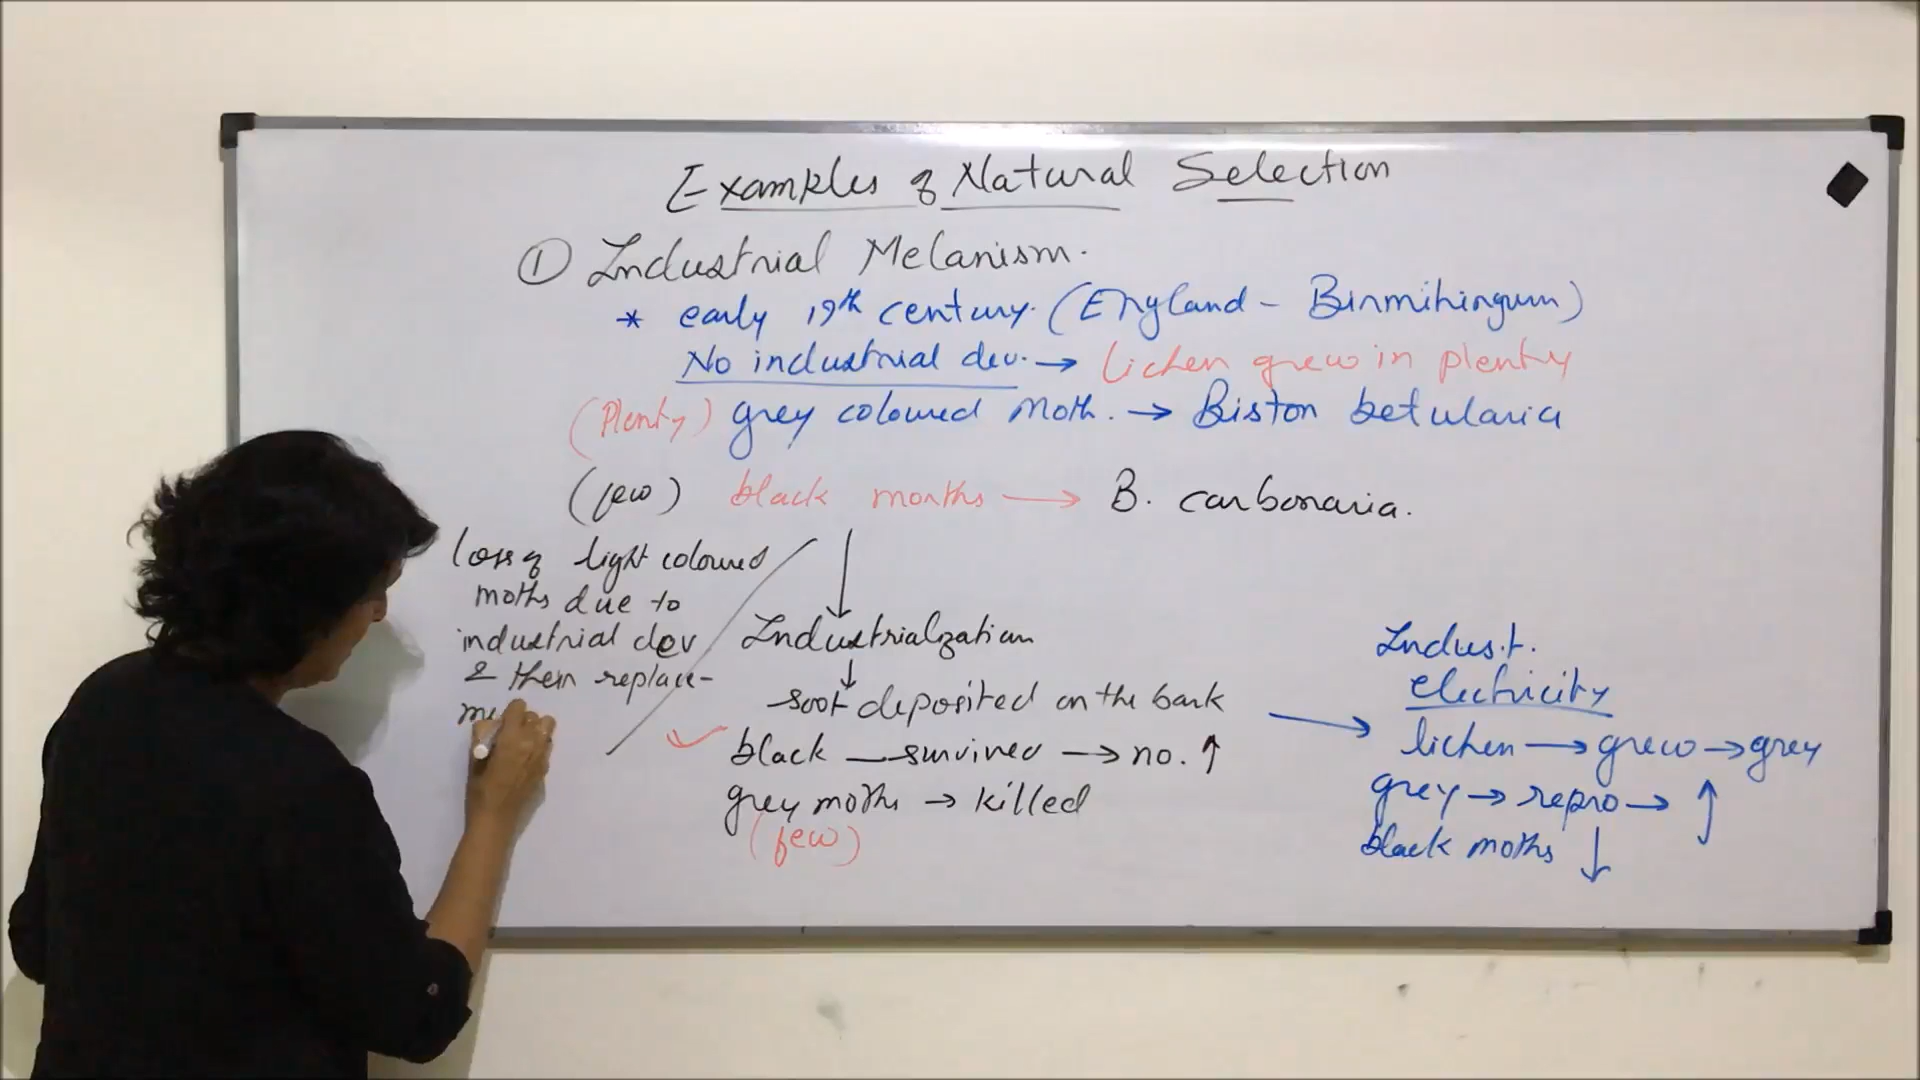 Examples of Natural Selection
① Industrial Melanism.
* early 19th century. (England - Birmihingum)
No industrial dev. → lichen grew in plenty
(Plenty) grey coloured moth. → Biston betularia
(few) black months → B. carbonaria.
loss of light coloured
moths due to
industrial dev
& their replace-
me
↓
Industrialization
↓
soot deposited on the bark
black — survived → no. ↑
grey moths → killed
(few)
→
Indust.
electricity
lichen → grew → grey
grey → repro → ↑
black moths ↓